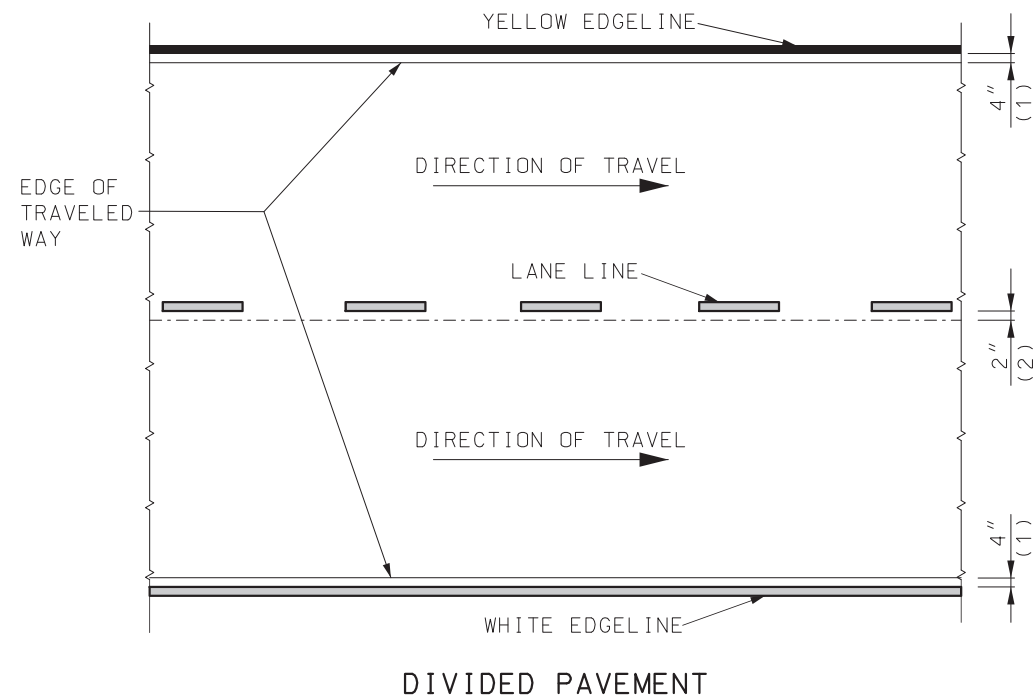 YELLOW EDGELINE
4"
(1)
DIRECTION OF TRAVEL
EDGE OF
TRAVELED
WAY
LANE LINE
2"
(2)
DIRECTION OF TRAVEL
4"
(1)
WHITE EDGELINE
DIVIDED PAVEMENT